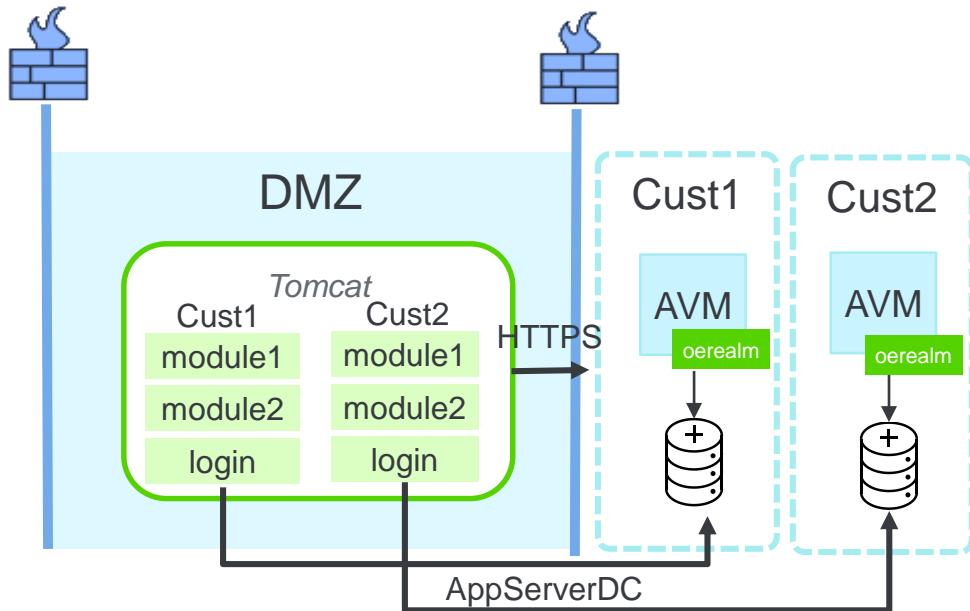 DMZ
Tomcat
Cust1
module1
module2
login
Cust2
module1
module2
login
HTTPS
Cust1
AVM
oerealm
Cust2
AVM
oerealm
AppServerDC